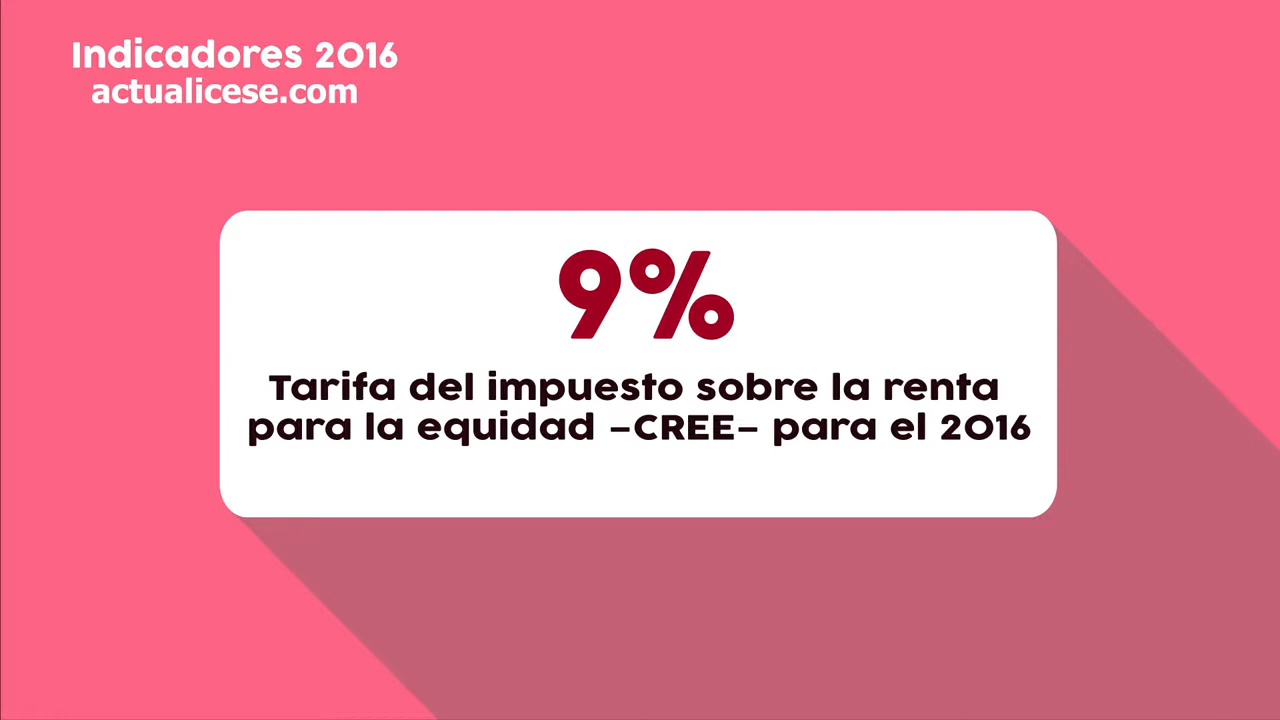 Indicadores 2016
actualicese.com
9%
Tarifa del impuesto sobre la renta
para la equidad –CREE– para el 2016